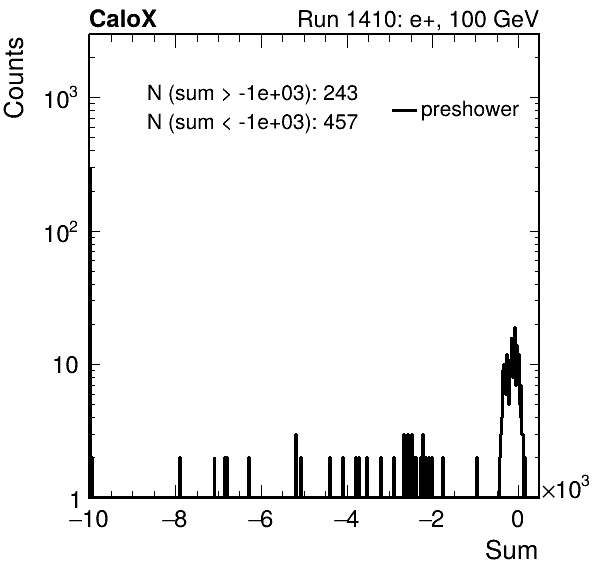 CaloX Run 1410: e+, 100 GeV
Counts
N (sum > -1e+03): 243
N (sum < -1e+03): 457
preshower
10³
10²
10
1
−10 −8 −6 −4 −2 0 ×10³
Sum